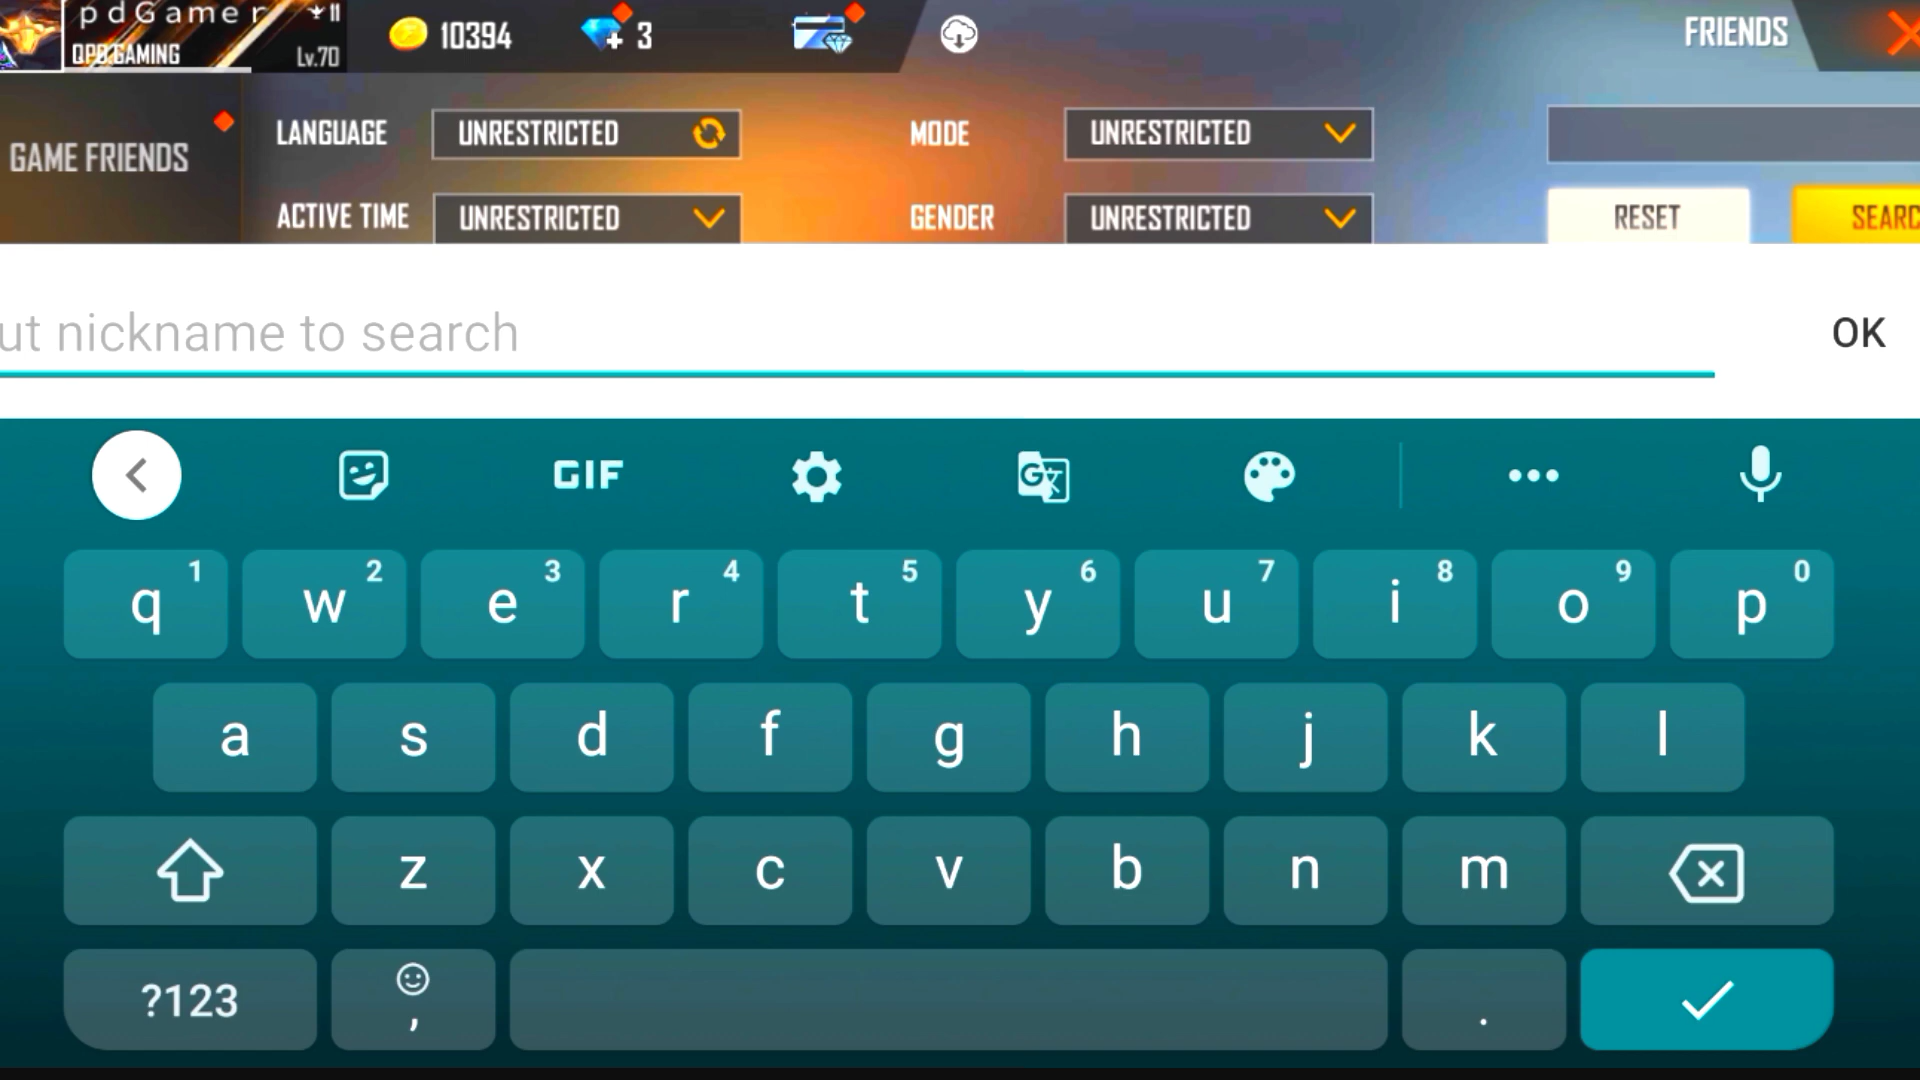 pdGamer
QPD.GAMING
Lv.70
10394
3
FRIENDS
GAME FRIENDS
LANGUAGE
UNRESTRICTED
MODE
UNRESTRICTED
ACTIVE TIME
UNRESTRICTED
GENDER
UNRESTRICTED
RESET
SEARC
ut nickname to search
OK
GIF
q 1 w 2 e 3 r 4 t 5 y 6 u 7 i 8 o 9 p 0
a s d f g h j k l
z x c v b n m
?123 , .